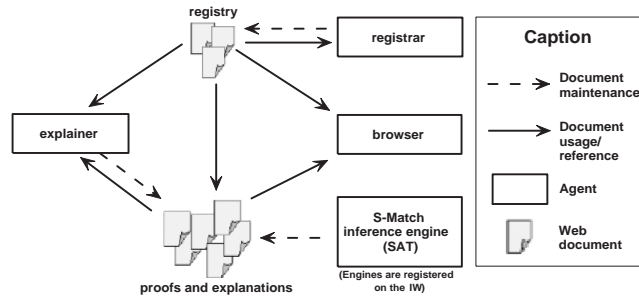 registry
registrar
explainer
browser
S-Match
inference engine
(SAT)
(Engines are registered
on the IW)
proofs and explanations
Caption
Document
maintenance
Document
usage/
reference
Agent
Web
document